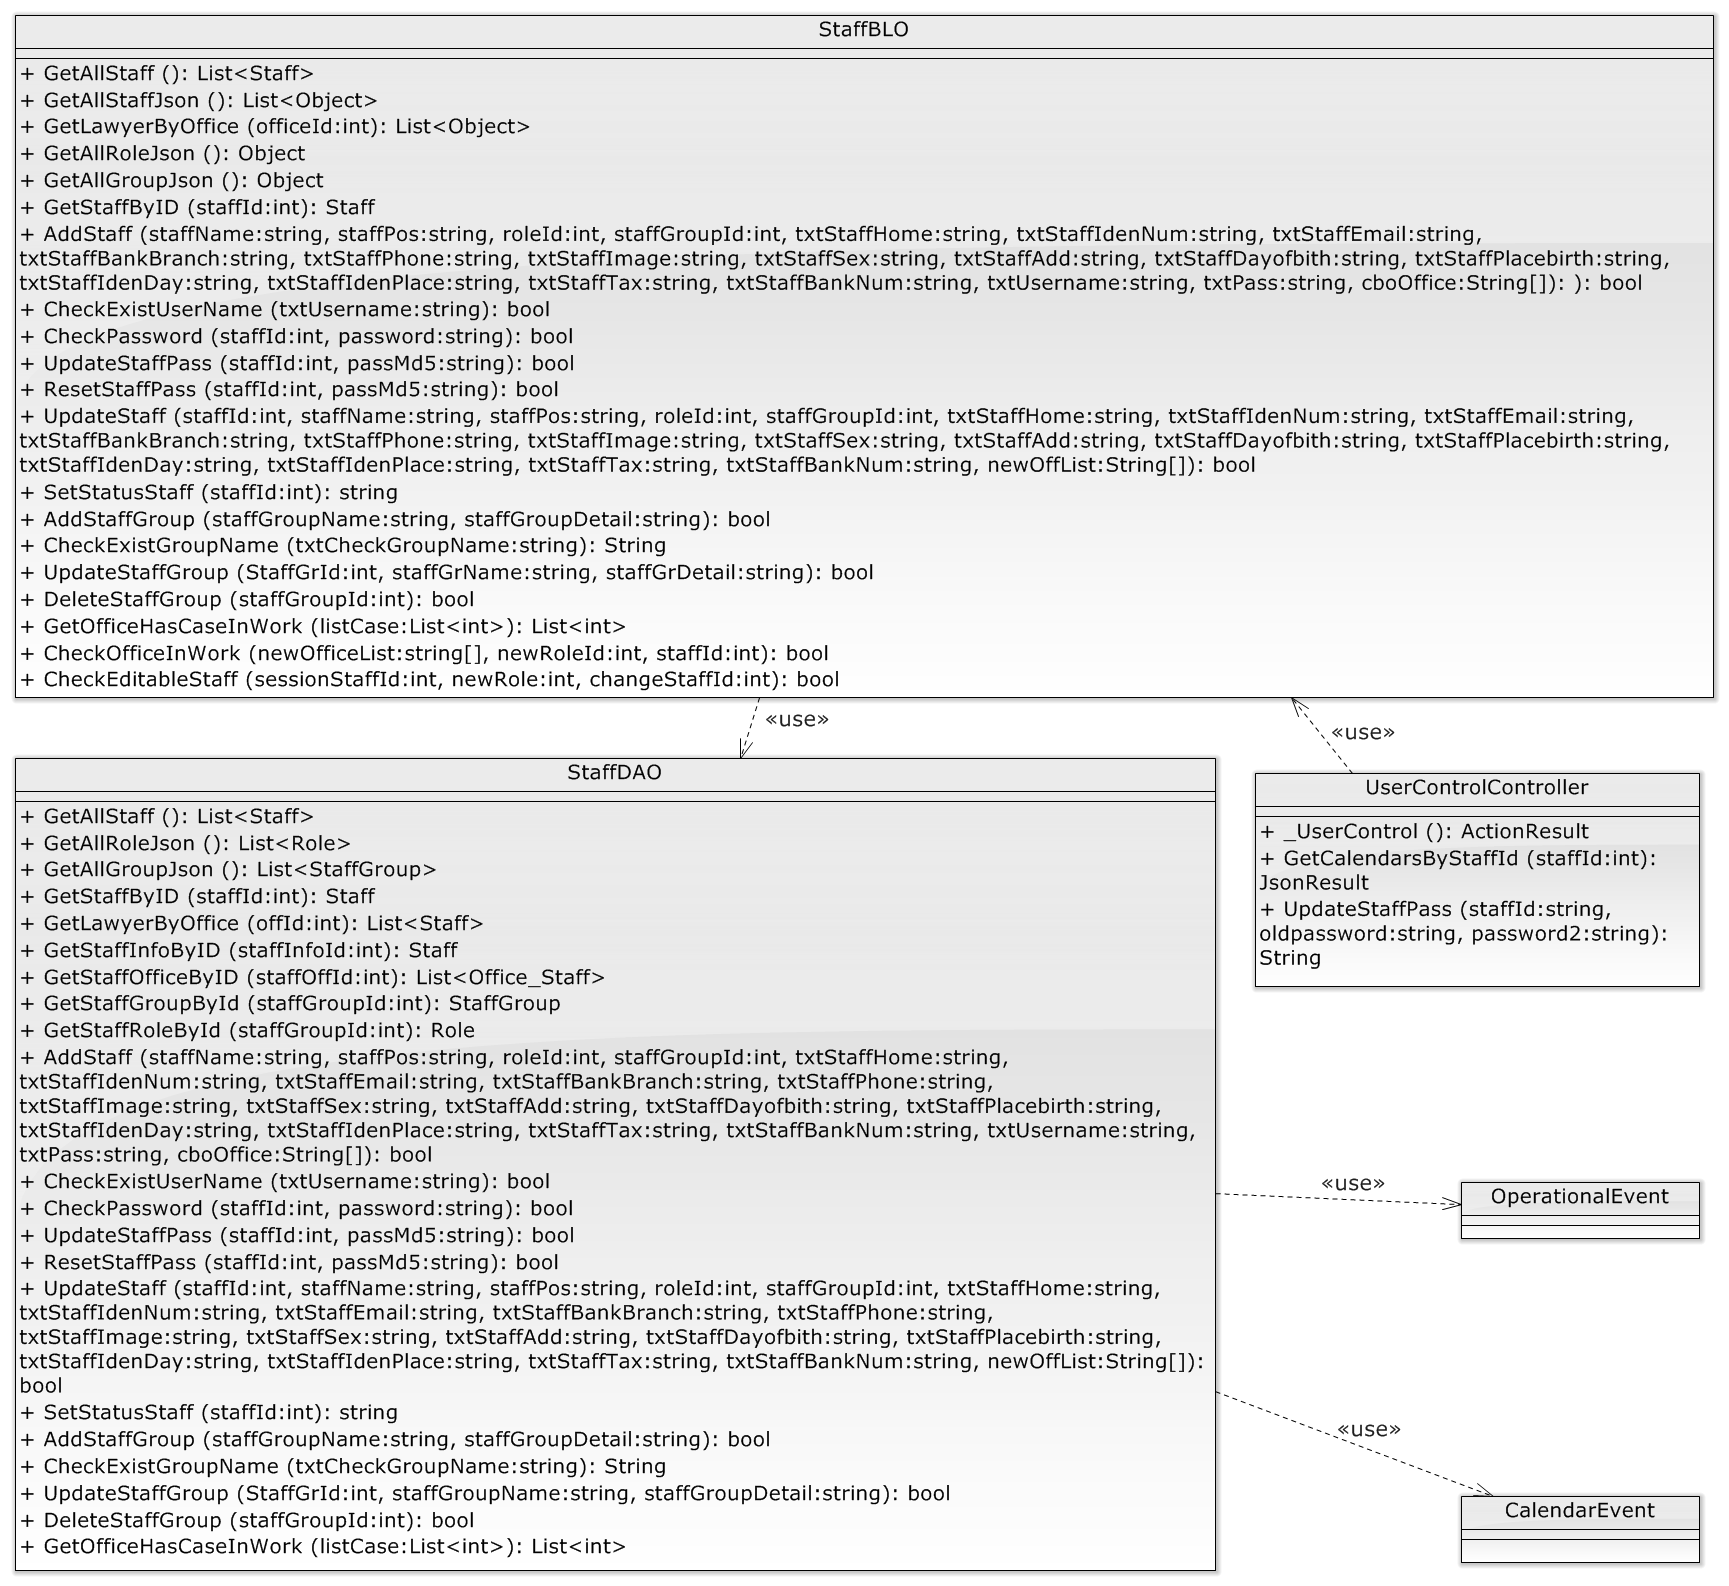 StaffBLO
+ GetAllStaff (): List<Staff>
+ GetAllStaffJson (): List<Object>
+ GetLawyerByOffice (officeId:int): List<Object>
+ GetAllRoleJson (): Object
+ GetAllGroupJson (): Object
+ GetStaffByID (staffId:int): Staff
+ AddStaff (staffName:string, staffPos:string, roleId:int, staffGroupId:int, txtStaffHome:string, txtStaffIdenNum:string, txtStaffEmail:string,
txtStaffBankBranch:string, txtStaffPhone:string, txtStaffImage:string, txtStaffSex:string, txtStaffAdd:string, txtStaffDayofbith:string, txtStaffPlacebirth:string,
txtStaffIdenDay:string, txtStaffIdenPlace:string, txtStaffTax:string, txtStaffBankNum:string, txtUsername:string, txtPass:string, cboOffice:String[]): ): bool
+ CheckExistUserName (txtUsername:string): bool
+ CheckPassword (staffId:int, password:string): bool
+ UpdateStaffPass (staffId:int, passMd5:string): bool
+ ResetStaffPass (staffId:int, passMd5:string): bool
+ UpdateStaff (staffId:int, staffName:string, staffPos:string, roleId:int, staffGroupId:int, txtStaffHome:string, txtStaffIdenNum:string, txtStaffEmail:string,
txtStaffBankBranch:string, txtStaffPhone:string, txtStaffImage:string, txtStaffSex:string, txtStaffAdd:string, txtStaffDayofbith:string, txtStaffPlacebirth:string,
txtStaffIdenDay:string, txtStaffIdenPlace:string, txtStaffTax:string, txtStaffBankNum:string, newOffList:String[]): bool
+ SetStatusStaff (staffId:int): string
+ AddStaffGroup (staffGroupName:string, staffGroupDetail:string): bool
+ CheckExistGroupName (txtCheckGroupName:string): String
+ UpdateStaffGroup (StaffGrId:int, staffGrName:string, staffGrDetail:string): bool
+ DeleteStaffGroup (staffGroupId:int): bool
+ GetOfficeHasCaseInWork (listCase:List<int>): List<int>
+ CheckOfficeInWork (newOfficeList:string[], newRoleId:int, staffId:int): bool
+ CheckEditableStaff (sessionStaffId:int, newRole:int, changeStaffId:int): bool
«use»
«use»
StaffDAO
+ GetAllStaff (): List<Staff>
+ GetAllRoleJson (): List<Role>
+ GetAllGroupJson (): List<StaffGroup>
+ GetStaffByID (staffId:int): Staff
+ GetLawyerByOffice (offId:int): List<Staff>
+ GetStaffInfoByID (staffInfoId:int): Staff
+ GetStaffOfficeByID (staffOffId:int): List<Office_Staff>
+ GetStaffGroupById (staffGroupId:int): StaffGroup
+ GetStaffRoleById (staffGroupId:int): Role
+ AddStaff (staffName:string, staffPos:string, roleId:int, staffGroupId:int, txtStaffHome:string,
txtStaffIdenNum:string, txtStaffEmail:string, txtStaffBankBranch:string, txtStaffPhone:string,
txtStaffImage:string, txtStaffSex:string, txtStaffAdd:string, txtStaffDayofbith:string, txtStaffPlacebirth:string,
txtStaffIdenDay:string, txtStaffIdenPlace:string, txtStaffTax:string, txtStaffBankNum:string, txtUsername:string,
txtPass:string, cboOffice:String[]): bool
+ CheckExistUserName (txtUsername:string): bool
+ CheckPassword (staffId:int, password:string): bool
+ UpdateStaffPass (staffId:int, passMd5:string): bool
+ ResetStaffPass (staffId:int, passMd5:string): bool
+ UpdateStaff (staffId:int, staffName:string, staffPos:string, roleId:int, staffGroupId:int, txtStaffHome:string,
txtStaffIdenNum:string, txtStaffEmail:string, txtStaffBankBranch:string, txtStaffPhone:string,
txtStaffImage:string, txtStaffSex:string, txtStaffAdd:string, txtStaffDayofbith:string, txtStaffPlacebirth:string,
txtStaffIdenDay:string, txtStaffIdenPlace:string, txtStaffTax:string, txtStaffBankNum:string, newOffList:String[]):
bool
+ SetStatusStaff (staffId:int): string
+ AddStaffGroup (staffGroupName:string, staffGroupDetail:string): bool
+ CheckExistGroupName (txtCheckGroupName:string): String
+ UpdateStaffGroup (StaffGrId:int, staffGroupName:string, staffGroupDetail:string): bool
+ DeleteStaffGroup (staffGroupId:int): bool
+ GetOfficeHasCaseInWork (listCase:List<int>): List<int>
UserControlController
+ _UserControl (): ActionResult
+ GetCalendarsByStaffId (staffId:int):
JsonResult
+ UpdateStaffPass (staffId:string,
oldpassword:string, password2:string):
String
«use»
OperationalEvent
«use»
CalendarEvent